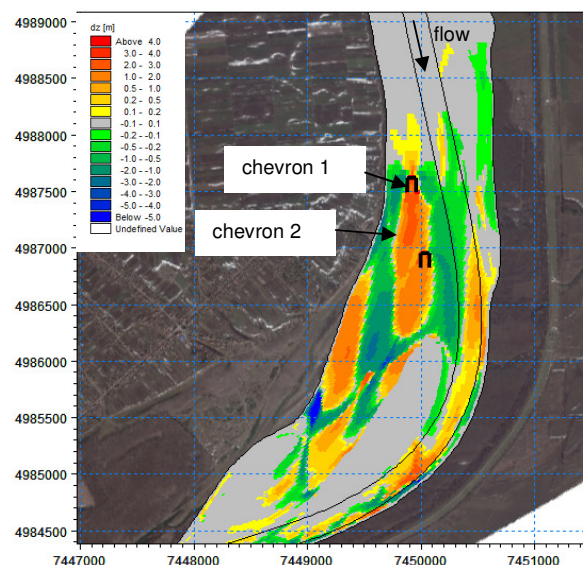 dz [m]
Above 4.0
3.0 - 4.0
2.0 - 3.0
1.0 - 2.0
0.5 - 1.0
0.2 - 0.5
0.1 - 0.2
-0.1 - 0.1
-0.2 - -0.1
-0.5 - -0.2
-1.0 - -0.5
-2.0 - -1.0
-3.0 - -2.0
-4.0 - -3.0
-5.0 - -4.0
Below -5.0
Undefined Value
flow
chevron 1
chevron 2
4989000
4988500
4988000
4987500
4987000
4986500
4986000
4985500
4985000
4984500
7447000 7448000 7449000 7450000 7451000